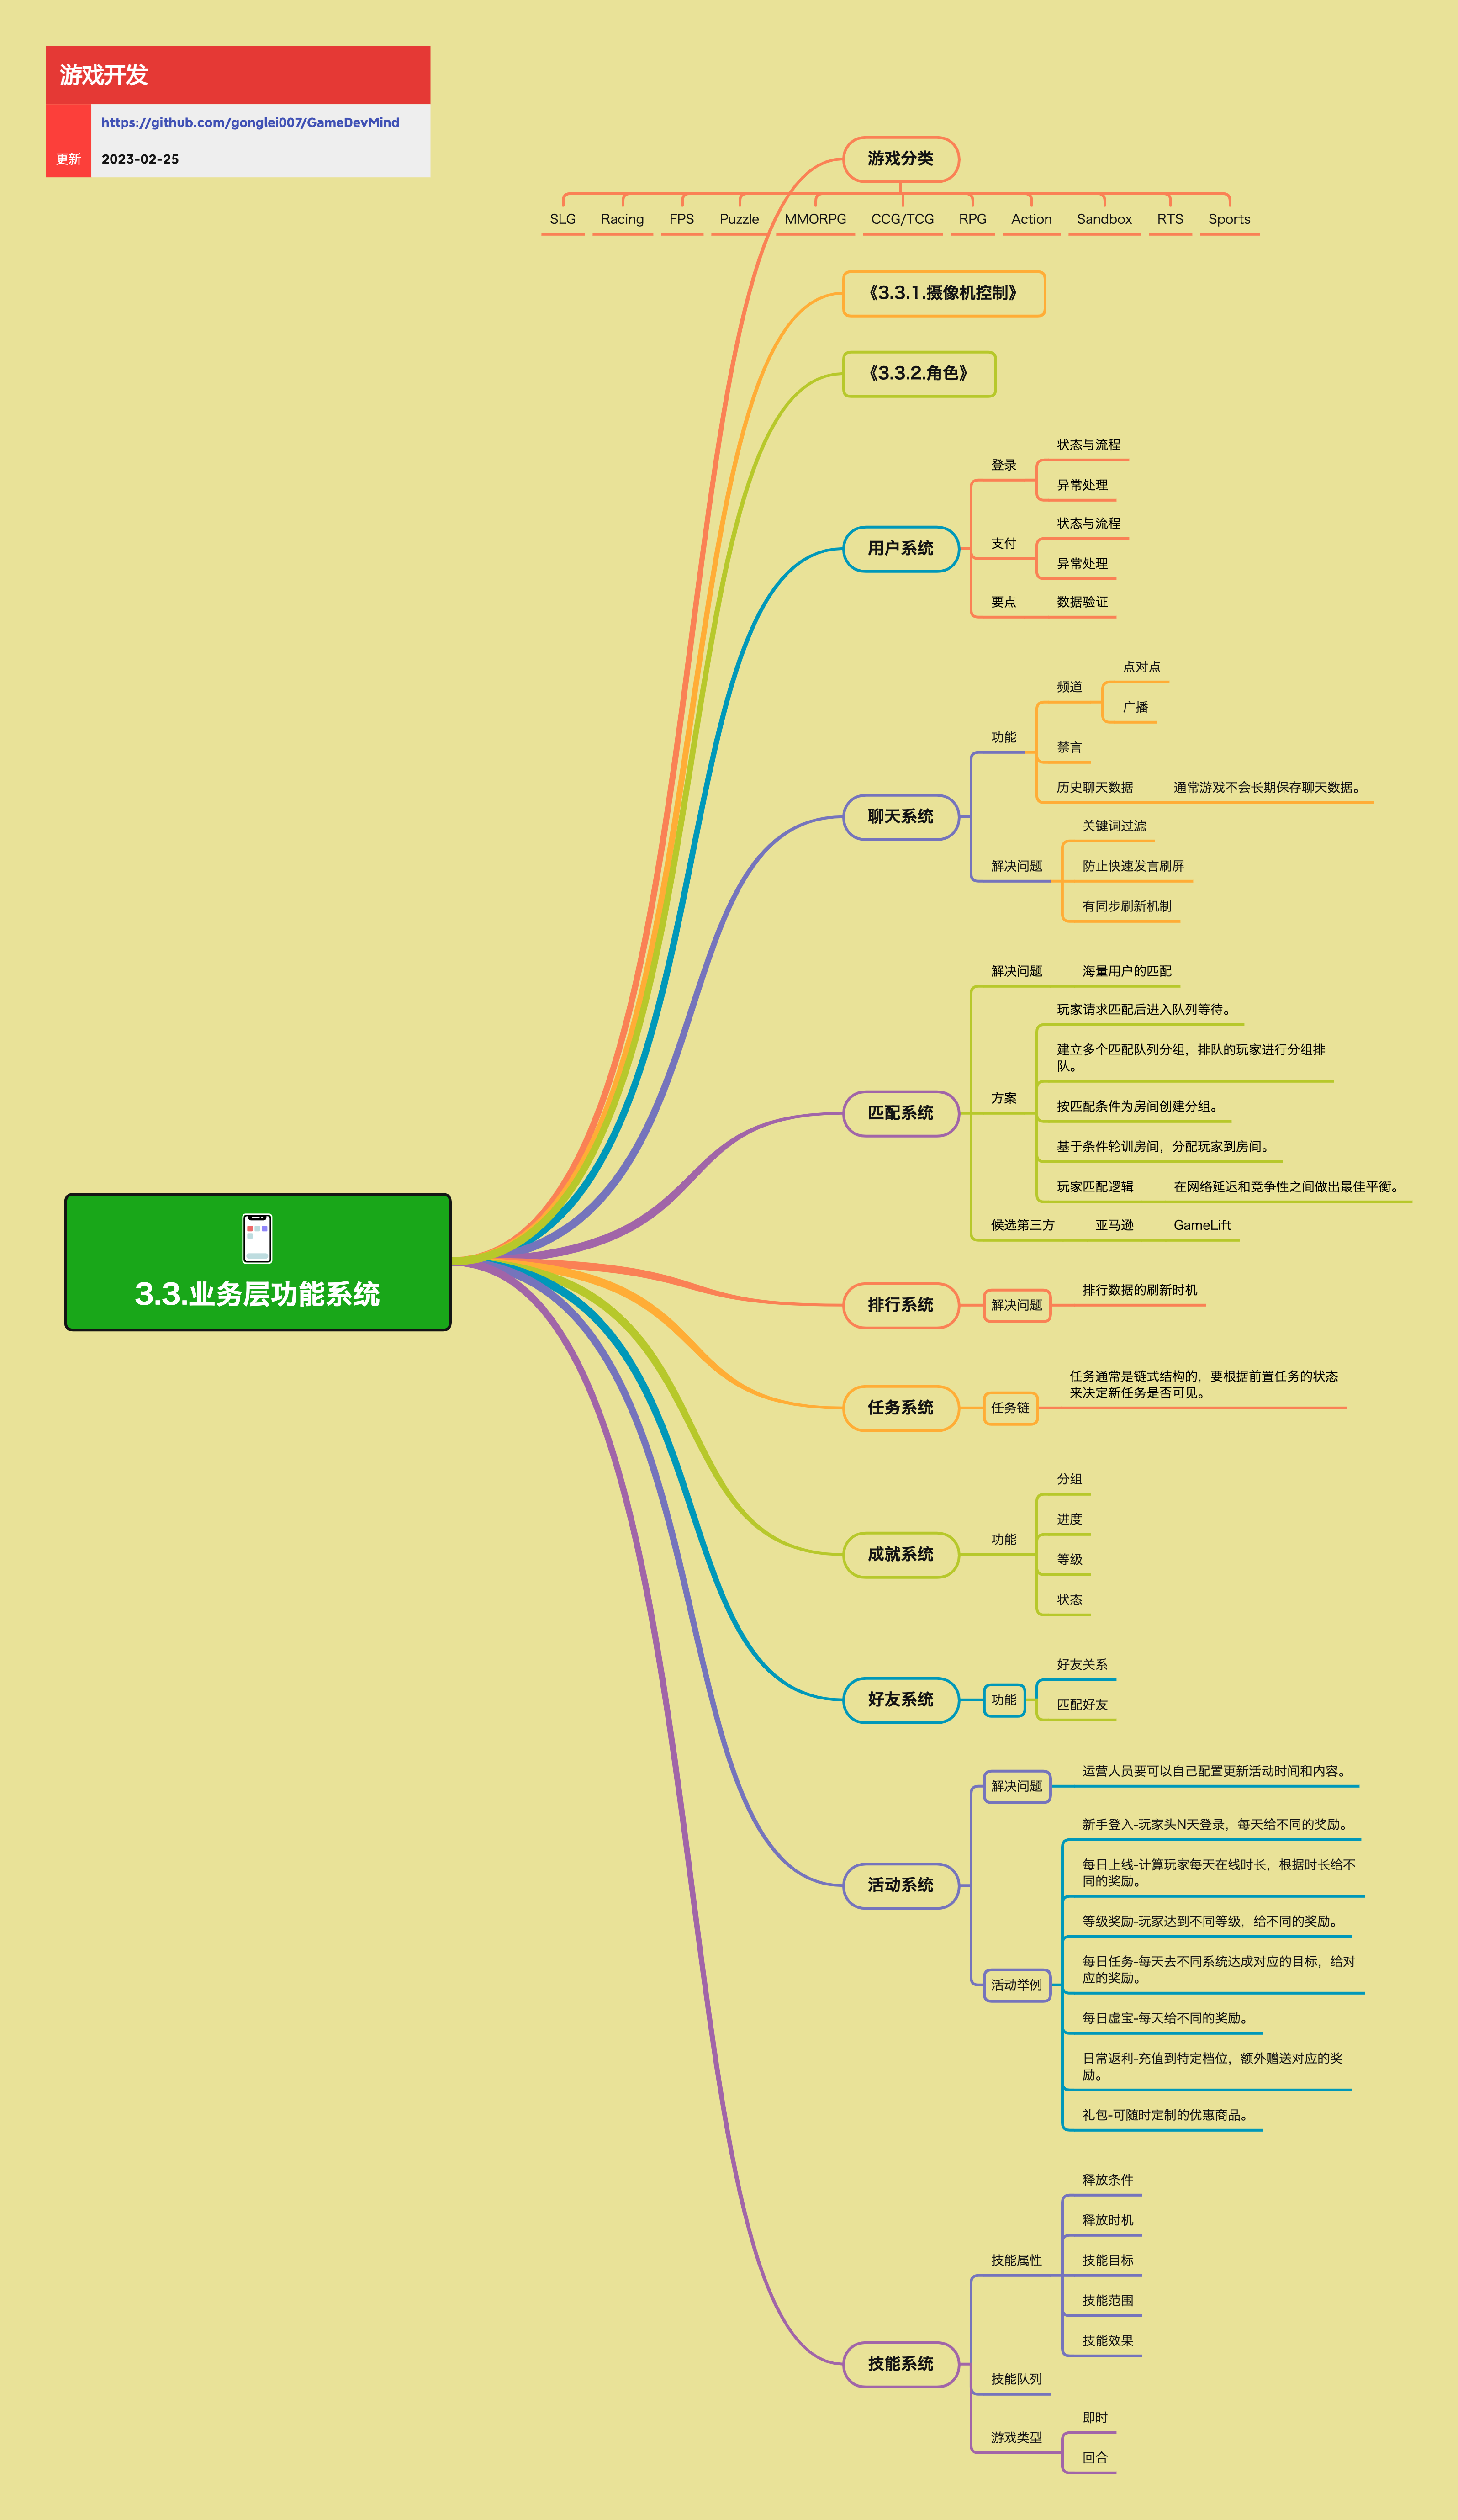 游戏开发
https://github.com/gonglei007/GameDevMind
更新 2023-02-25
游戏分类
SLG Racing FPS Puzzle MMORPG CCG/TCG RPG Action Sandbox RTS Sports
《3.3.1.摄像机控制》
《3.3.2.角色》
用户系统
登录
状态与流程
异常处理
支付
状态与流程
异常处理
要点 数据验证
聊天系统
功能
频道
点对点
广播
禁言
历史聊天数据 通常游戏不会长期保存聊天数据。
解决问题
关键词过滤
防止快速发言刷屏
有同步刷新机制
匹配系统
解决问题 海量用户的匹配
方案
玩家请求匹配后进入队列等待。
建立多个匹配队列分组，排队的玩家进行分组排
队。
按匹配条件为房间创建分组。
基于条件轮训房间，分配玩家到房间。
玩家匹配逻辑 在网络延迟和竞争性之间做出最佳平衡。
候选第三方 亚马逊 GameLift
3.3.业务层功能系统
排行系统
解决问题
排行数据的刷新时机
任务系统
任务链
任务通常是链式结构的，要根据前置任务的状态
来决定新任务是否可见。
成就系统
功能
分组
进度
等级
状态
好友系统
功能
好友关系
匹配好友
活动系统
解决问题
运营人员要可以自己配置更新活动时间和内容。
活动举例
新手登入-玩家头N天登录，每天给不同的奖励。
每日上线-计算玩家每天在线时长，根据时长给不
同的奖励。
等级奖励-玩家达到不同等级，给不同的奖励。
每日任务-每天去不同系统达成对应的目标，给对
应的奖励。
每日虚宝-每天给不同的奖励。
日常返利-充值到特定档位，额外赠送对应的奖
励。
礼包-可随时定制的优惠商品。
技能系统
技能属性
释放条件
释放时机
技能目标
技能范围
技能效果
技能队列
游戏类型
即时
回合